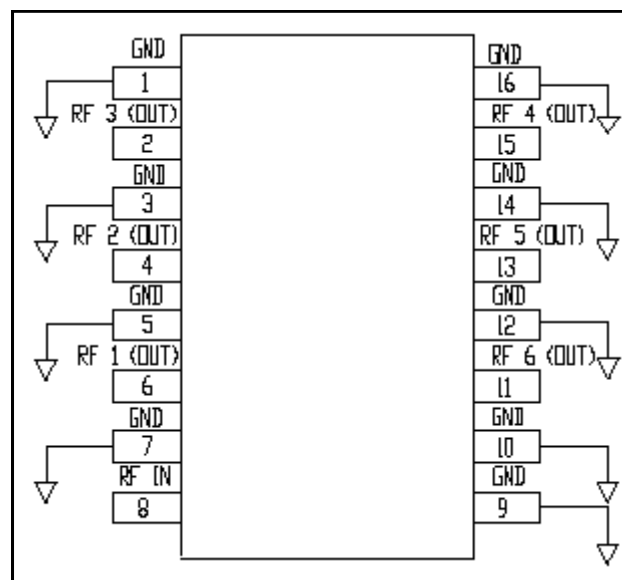 GND
1
RF 3 (OUT)
2
GND
3
RF 2 (OUT)
4
GND
5
RF 1 (OUT)
6
GND
7
RF IN
8
GND
16
RF 4 (OUT)
15
GND
14
RF 5 (OUT)
13
GND
12
RF 6 (OUT)
11
GND
10
GND
9